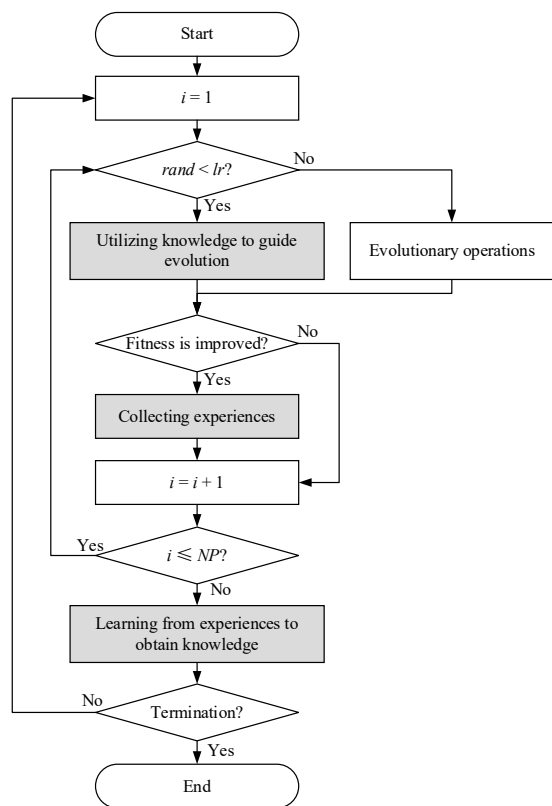 Start
i = 1
rand < lr?
No
Yes
Utilizing knowledge to guide
evolution
Evolutionary operations
Fitness is improved?
No
Yes
Collecting experiences
i = i + 1
Yes
i ⩽ NP?
No
Learning from experiences to
obtain knowledge
No
Termination?
Yes
End